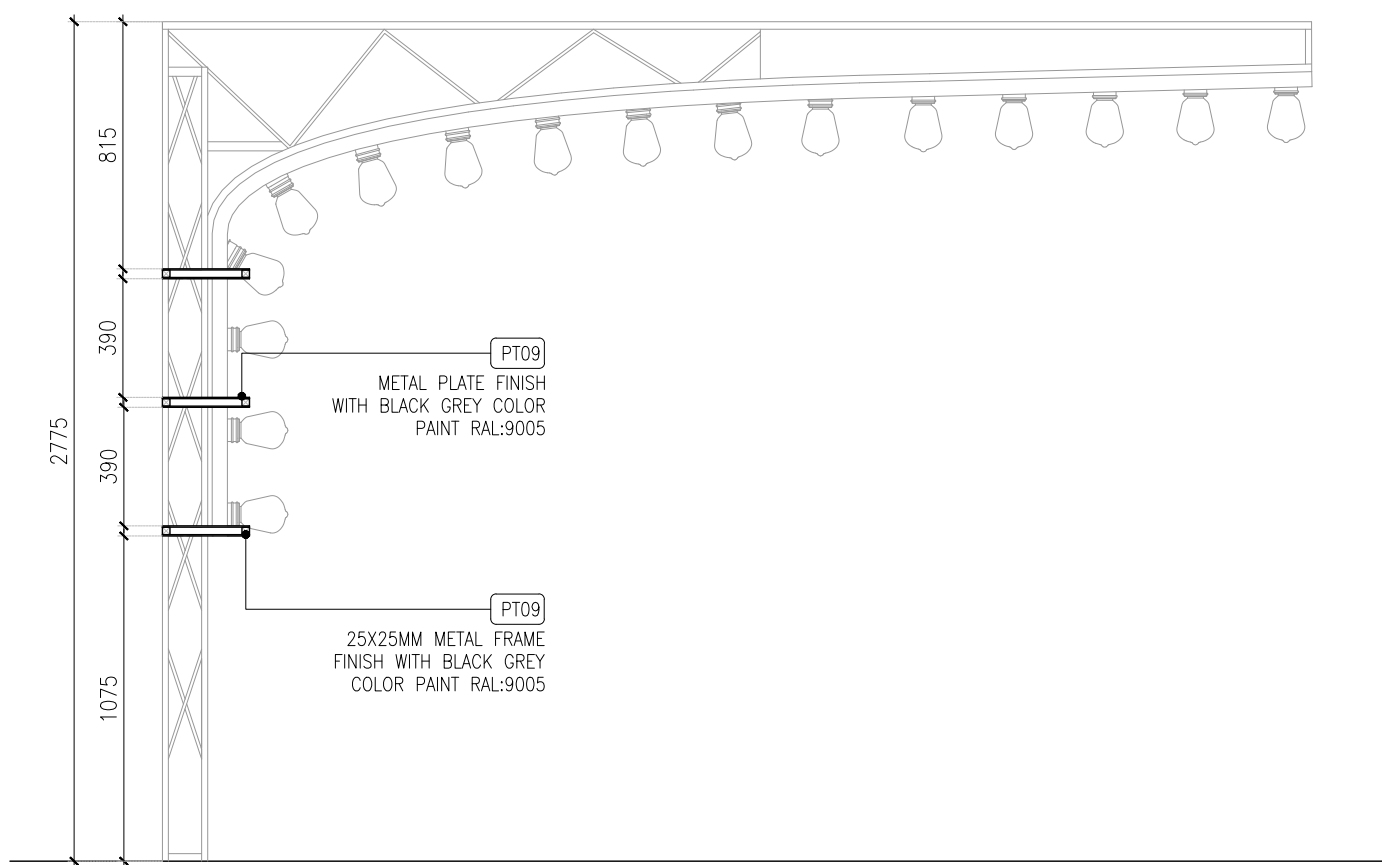 815
390
2775
390
1075
PT09
METAL PLATE FINISH
WITH BLACK GREY COLOR
PAINT RAL:9005
PT09
25X25MM METAL FRAME
FINISH WITH BLACK GREY
COLOR PAINT RAL:9005